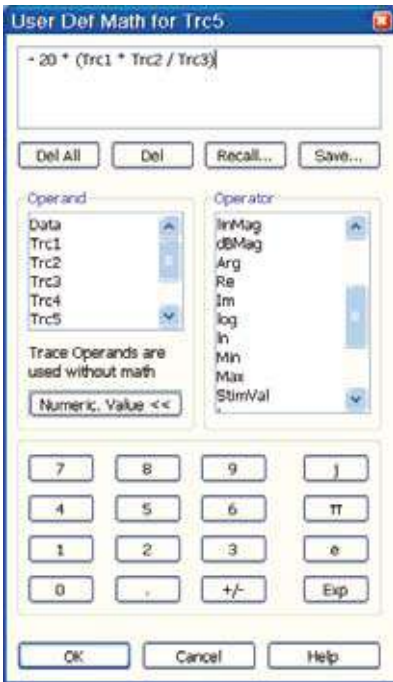 User Def Math for Trc5
- 20 * (Trc1 * Trc2 / Trc3)
Del All Del Recall... Save...
Operand
Data
Trc1
Trc2
Trc3
Trc4
Trc5
Trace Operands are
used without math
Numeric. Value <<
Operator
linMag
dBMag
Arg
Re
Im
log
ln
Min
Max
StimVal
7 8 9 j
4 5 6 π
1 2 3 e
0 . +/- Exp
OK Cancel Help